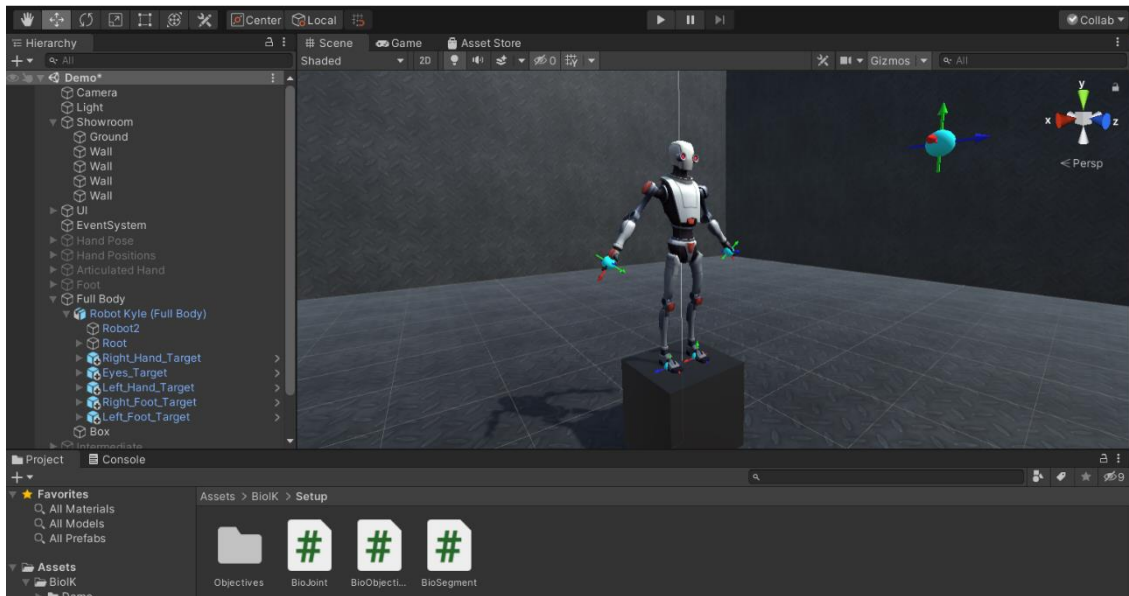 Center Local Collab
Hierarchy
Scene Game Asset Store
All
Shaded 2D 0 Gizmos All
Demo*
Camera
Light
Showroom
Ground
Wall
Wall
Wall
Wall
UI
EventSystem
Hand Pose
Hand Positions
Articulated Hand
Foot
Full Body
Robot Kyle (Full Body)
Robot2
Root
Right_Hand_Target
Eyes_Target
Left_Hand_Target
Right_Foot_Target
Left_Foot_Target
Box
Intermediate
y
x z
Persp
Project Console
9
Favorites
All Materials
All Models
All Prefabs
Assets
BioIK
Demo
Assets > BioIK > Setup
Objectives BioJoint BioObjecti... BioSegment